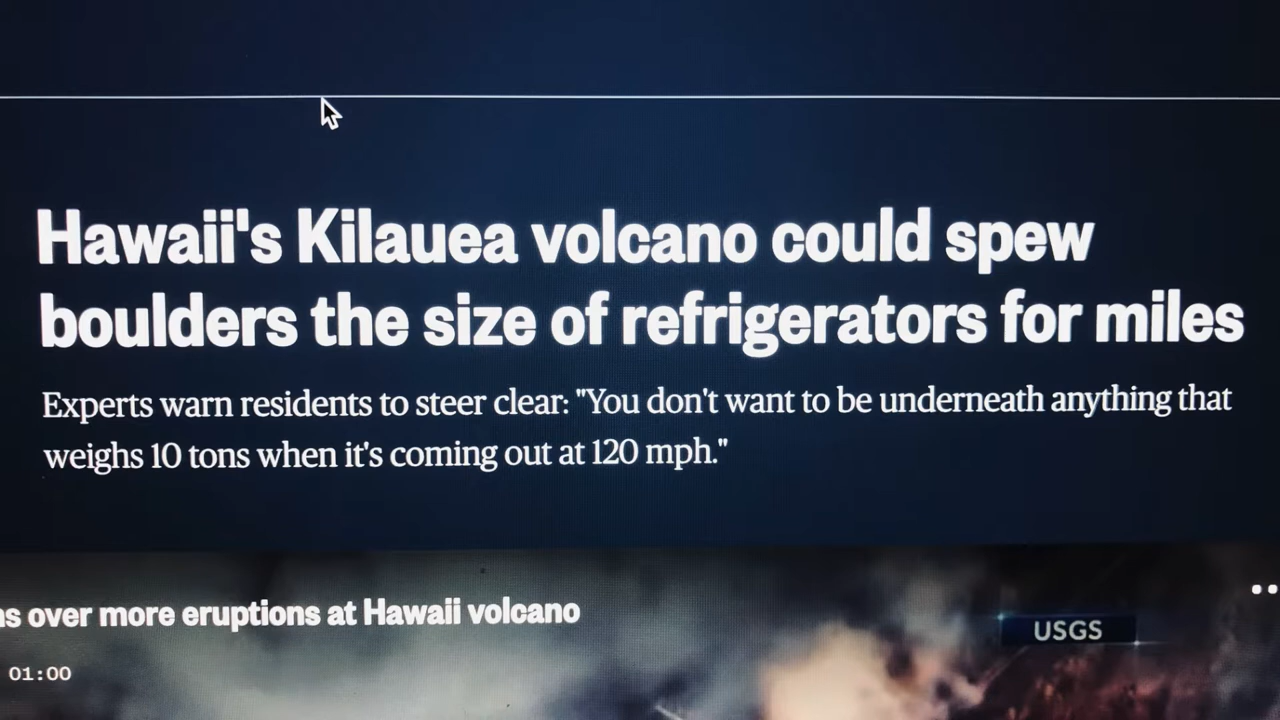 Hawaii's Kilauea volcano could spew
boulders the size of refrigerators for miles
Experts warn residents to steer clear: "You don't want to be underneath anything that
weighs 10 tons when it's coming out at 120 mph."
over more eruptions at Hawaii volcano
USGS
01:00